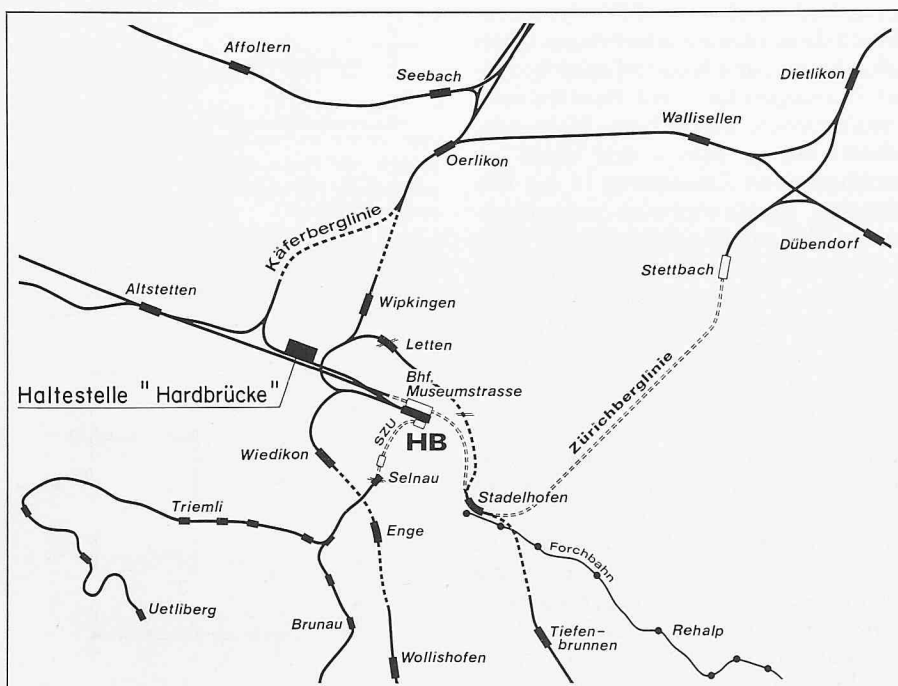 Affoltern
Seebach
Dietlikon
Wallisellen
Oerlikon
Käferberglinie
Dübendorf
Stettbach
Altstetten
Wipkingen
Letten
Haltestelle "Hardbrücke"
Bhf.
Museumstrasse
Zürichberglinie
SZU
HB
Wiedikon
Selnau
Stadelhofen
Triemli
Enge
Forchbahn
Uetliberg
Brunau
Wollishofen
Tiefen-
brunnen
Rehalp